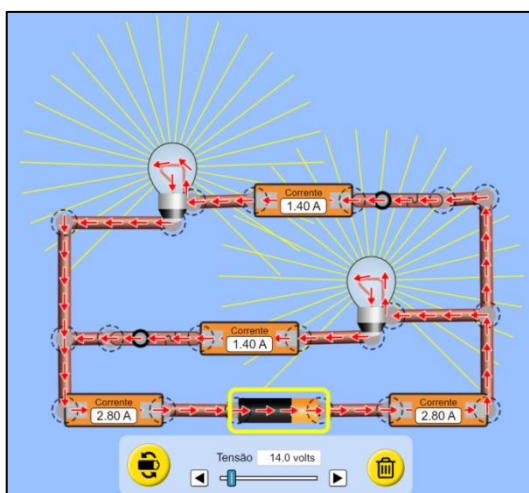 Corrente
1.40 A
Corrente
1.40 A
Corrente
2.80 A
Corrente
2.80 A
Tensão 14.0 volts